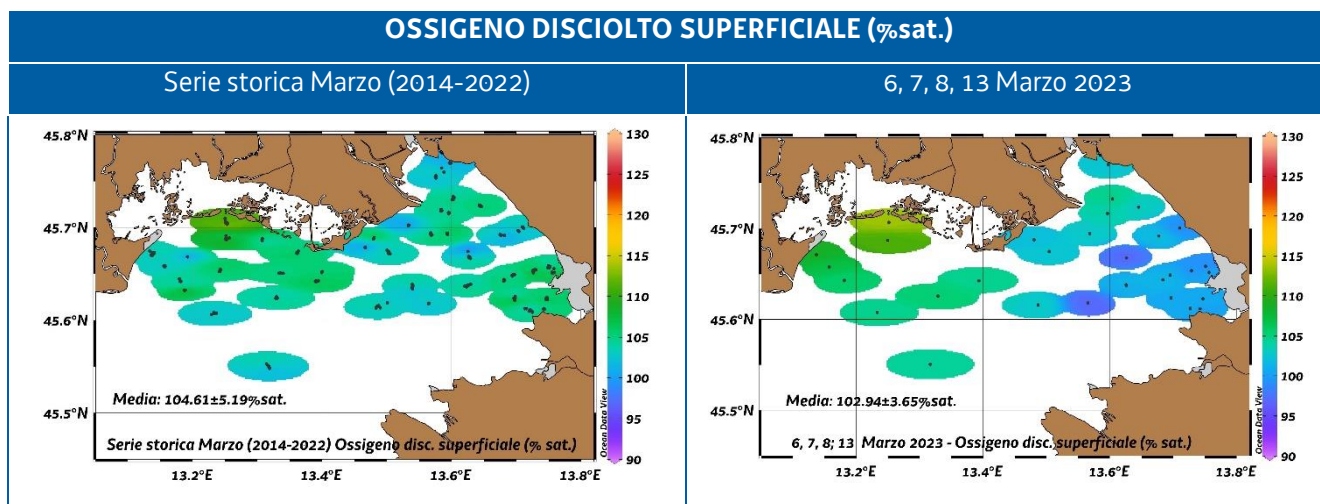 OSSIGENO DISCIOLTO SUPERFICIALE (%sat.)
Serie storica Marzo (2014-2022)
6, 7, 8, 13 Marzo 2023
45.8°N
45.7°N
45.6°N
45.5°N
13.2°E
13.4°E
13.6°E
13.8°E
130
125
120
115
110
105
100
95
90
Ocean Data View
Media: 104.61±5.19%sat.
Serie storica Marzo (2014-2022) Ossigeno disc. superficiale (% sat.)
45.8°N
45.7°N
45.6°N
45.5°N
13.2°E
13.4°E
13.6°E
13.8°E
130
125
120
115
110
105
100
95
90
Ocean Data View
Media: 102.94±3.65%sat.
6, 7, 8; 13 Marzo 2023 - Ossigeno disc. superficiale (% sat.)